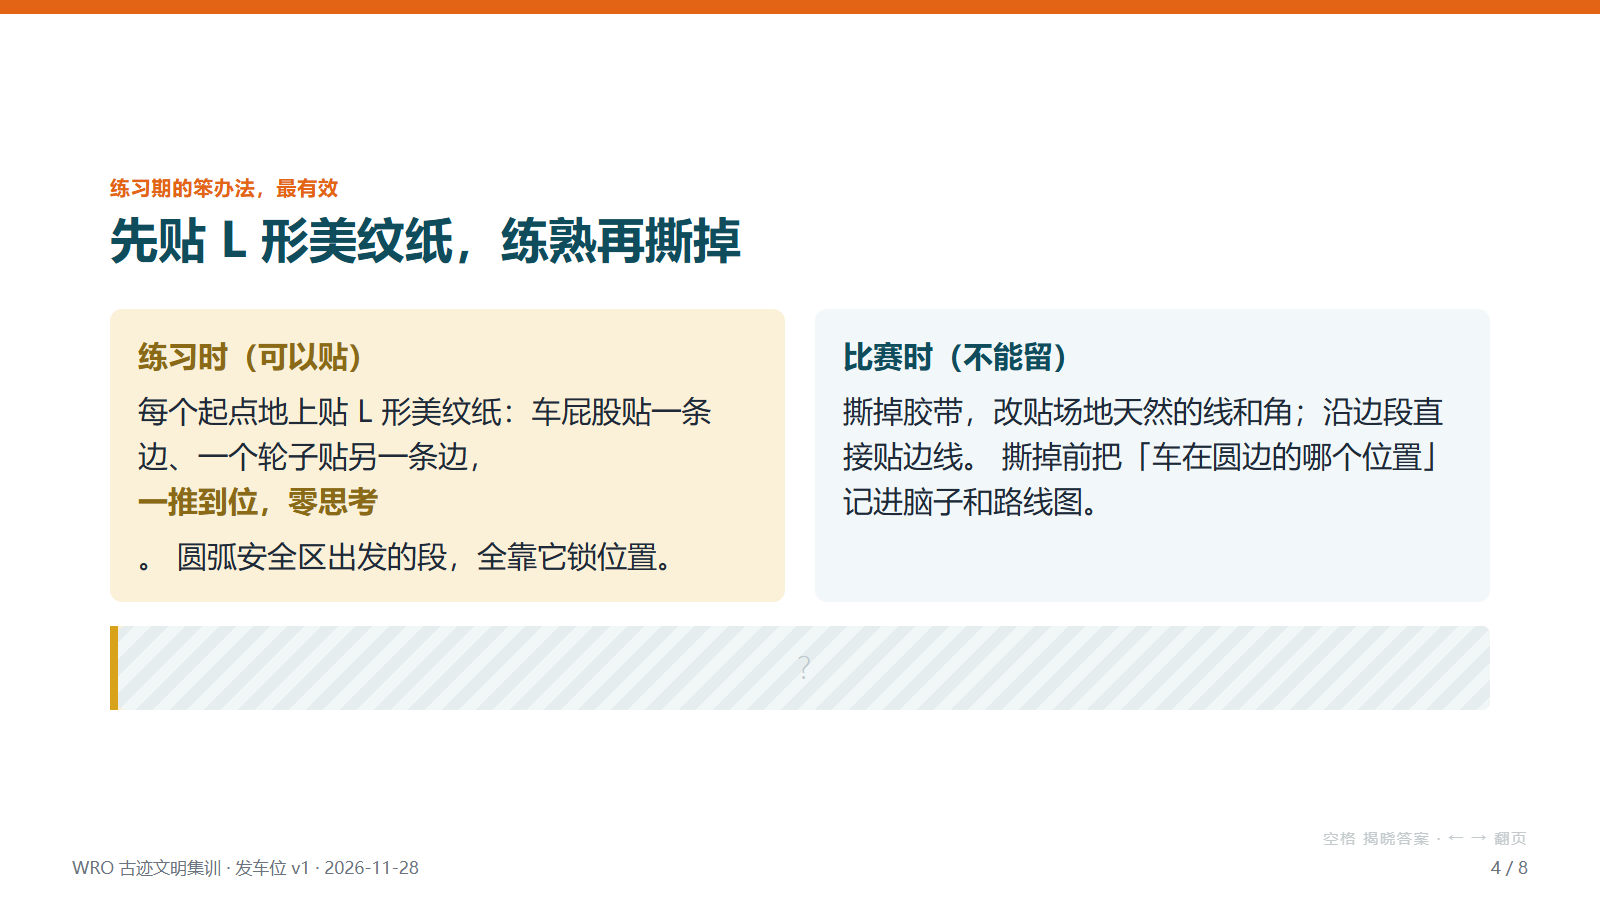 练习期的笨办法，最有效
先贴 L 形美纹纸，练熟再撕掉
练习时（可以贴）
每个起点地上贴 L 形美纹纸：车屁股贴一条
边、一个轮子贴另一条边，
一推到位，零思考
。 圆弧安全区出发的段，全靠它锁位置。
比赛时（不能留）
撕掉胶带，改贴场地天然的线和角；沿边段直
接贴边线。 撕掉前把「车在圆边的哪个位置」
记进脑子和路线图。
?
空格 揭晓答案 · ← → 翻页
WRO 古迹文明集训 · 发车位 v1 · 2026-11-28
4 / 8